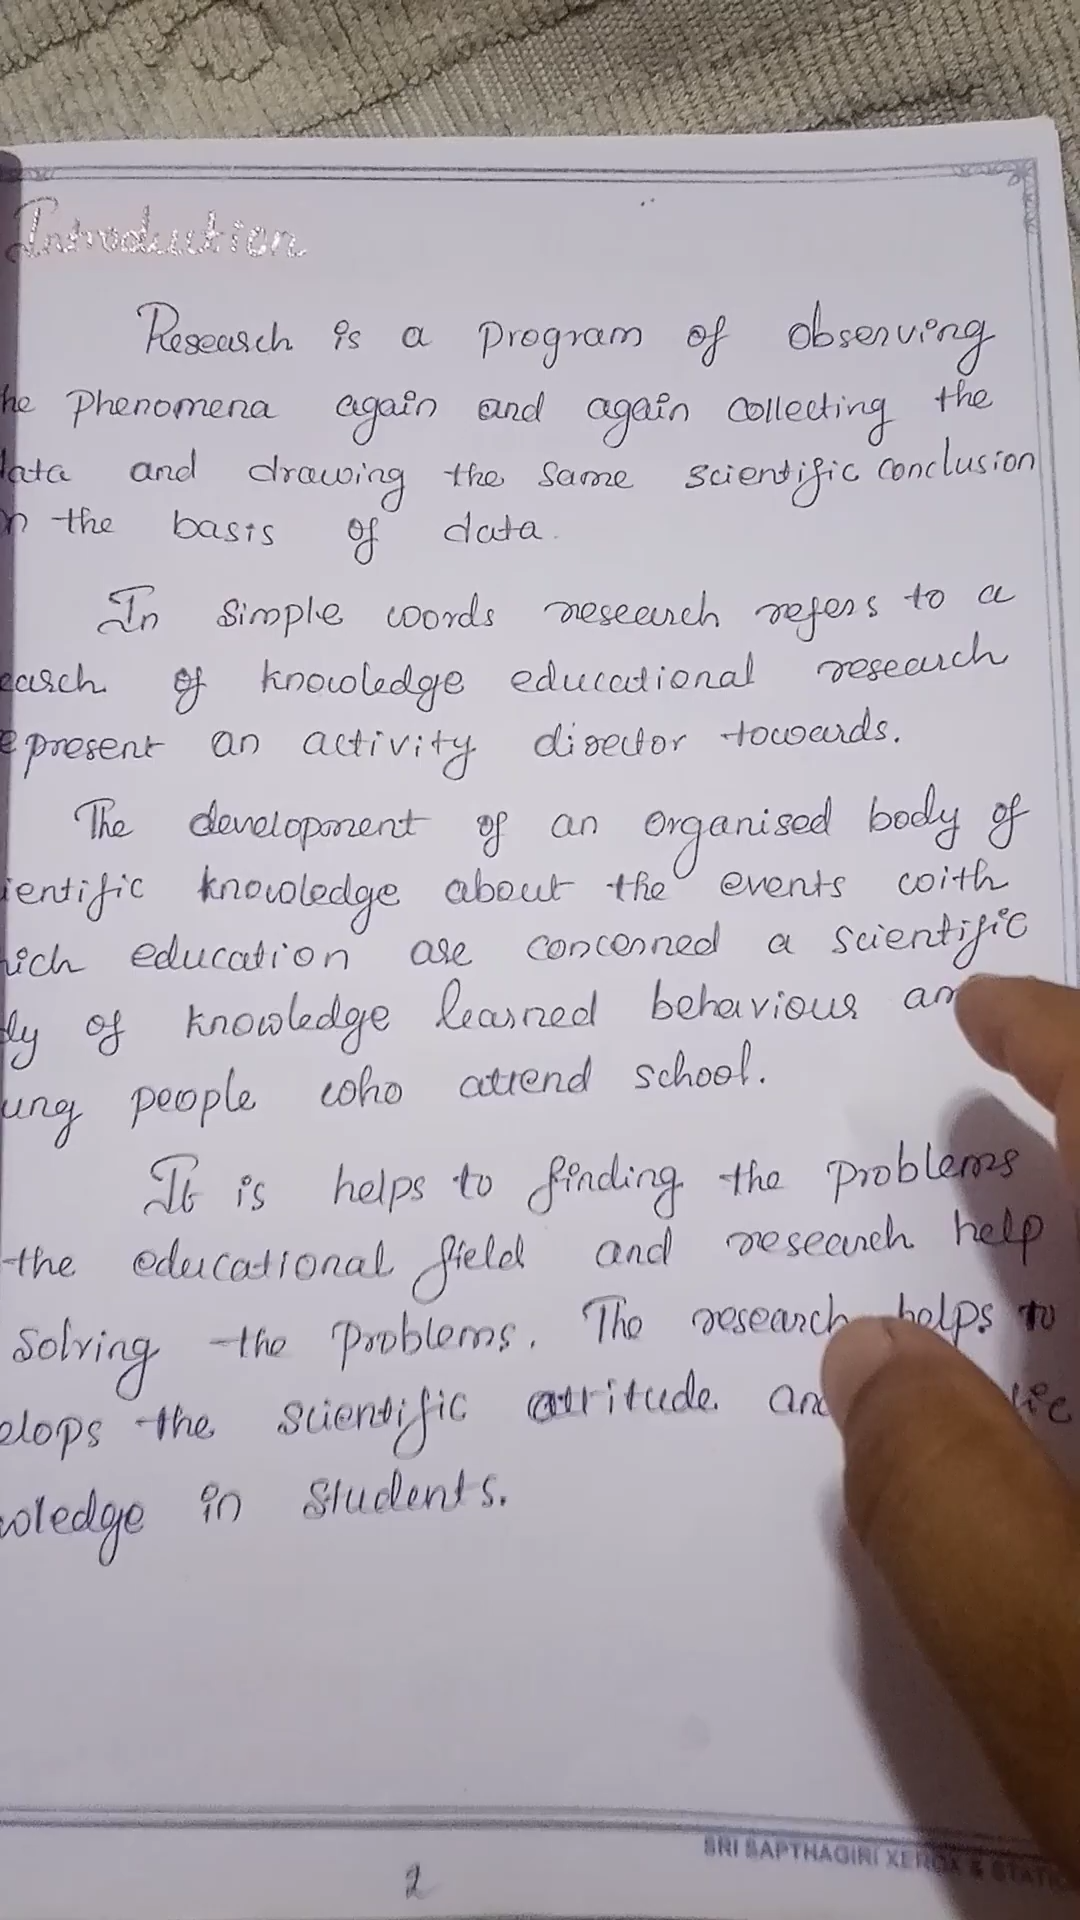 Introduction
Research is a program of observing
he phenomena again and again collecting the
data and drawing the same scientific conclusion
n the basis of data.
In simple words research refers to a
earch of knowledge educational research
epresent an activity director towards.
The development of an organised body of
ientific knowledge about the events with
hich education are concerned a scientific
dy of knowledge learned behaviour an
ung people who attend school.
It is helps to finding the problems
the educational field and research help
solving the problems. The research helps to
elops the scientific attitude and
wledge in students.
SRI SAPTHAGIRI XEROX & STATIO
2